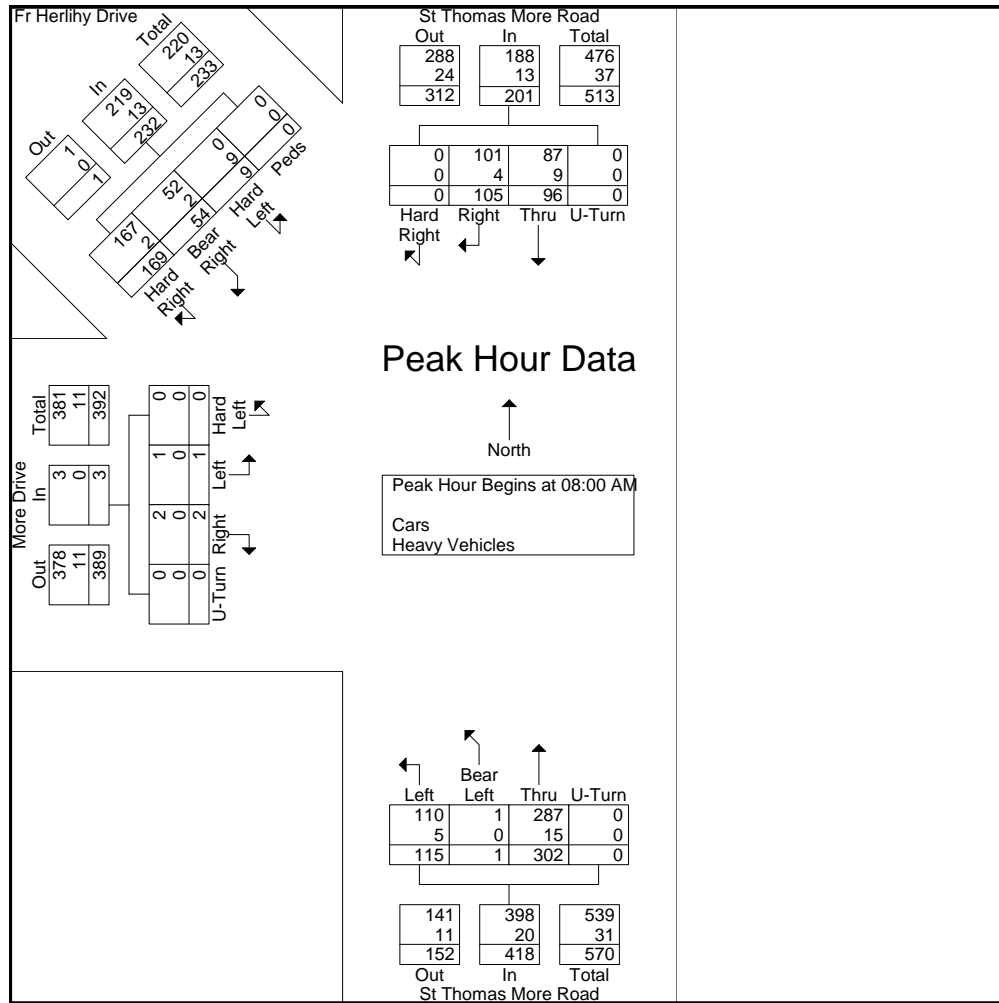 Fr Herlihy Drive
Total
220
13
233
In
219
13
232
Out
1
0
1
0
0
0
Peds
0
9
9
Hard
Left
52
2
54
Bear
Right
167
2
169
Hard
Right
St Thomas More Road
Out In Total
288 188 476
24 13 37
312 201 513
0 101 87 0
0 4 9 0
0 105 96 0
Hard Right Thru U-Turn
Right
Peak Hour Data
North
Peak Hour Begins at 08:00 AM
Cars
Heavy Vehicles
More Drive
Out In Total
378 3 381
11 0 11
389 3 392
0 2 1 0
0 0 0 0
0 2 1 0
U-Turn Right Left Hard
Left
Bear
Left Left Thru U-Turn
110 1 287 0
5 0 15 0
115 1 302 0
141 398 539
11 20 31
152 418 570
Out In Total
St Thomas More Road